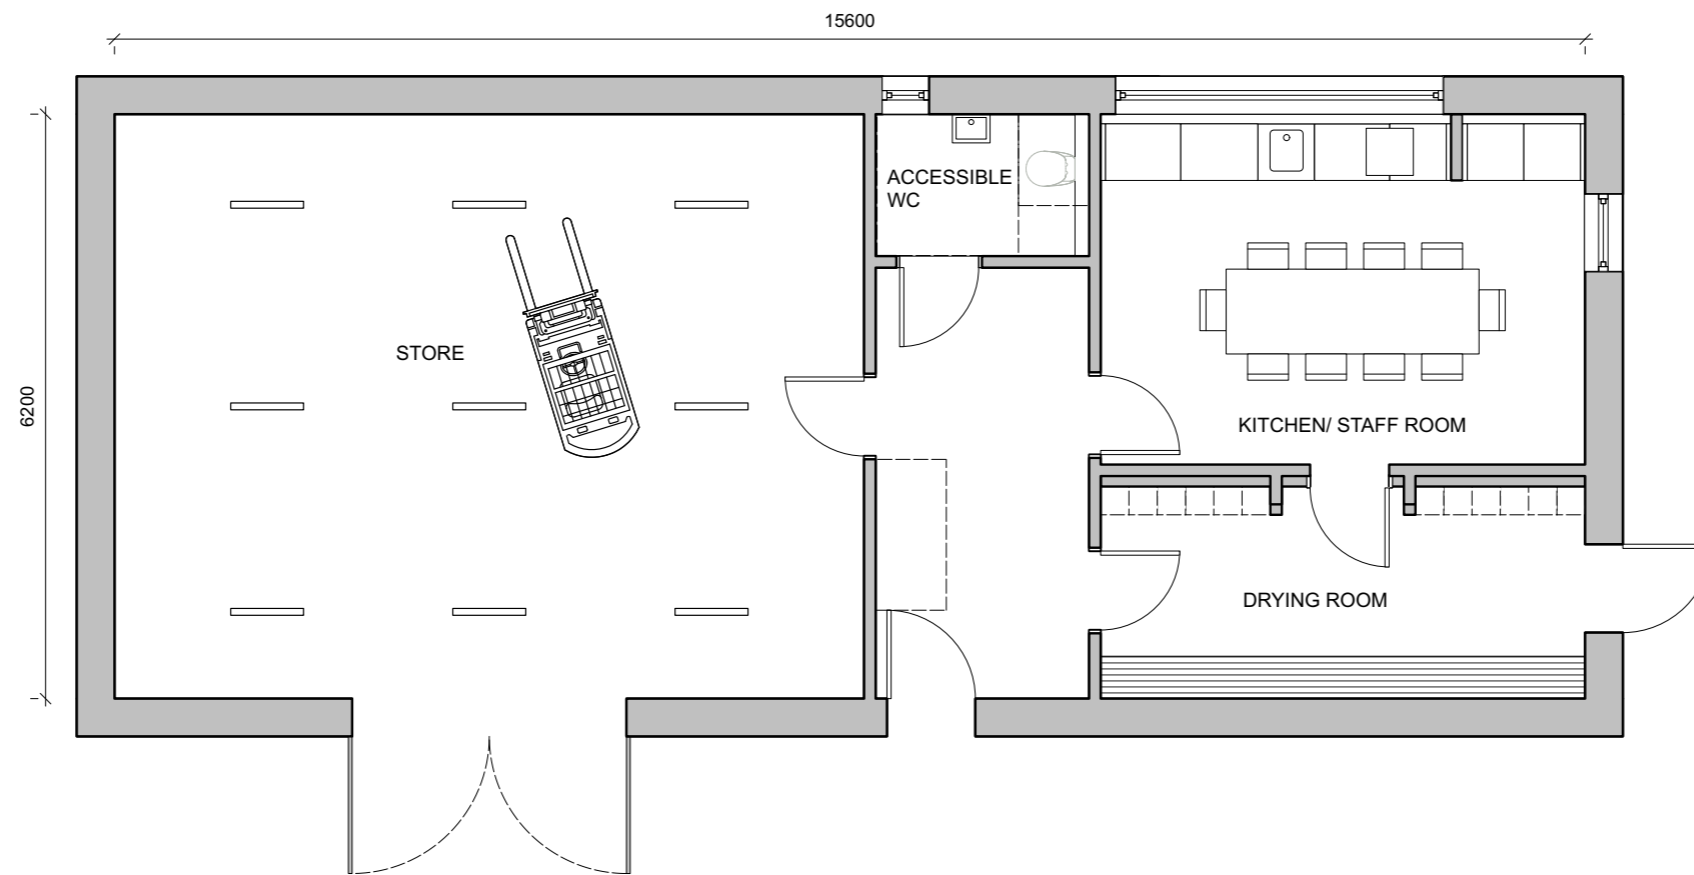 15600
6200
ACCESSIBLE
WC
STORE
KITCHEN/ STAFF ROOM
DRYING ROOM